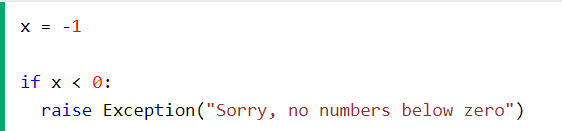 x = -1
if x < 0:
  raise Exception("Sorry, no numbers below zero")